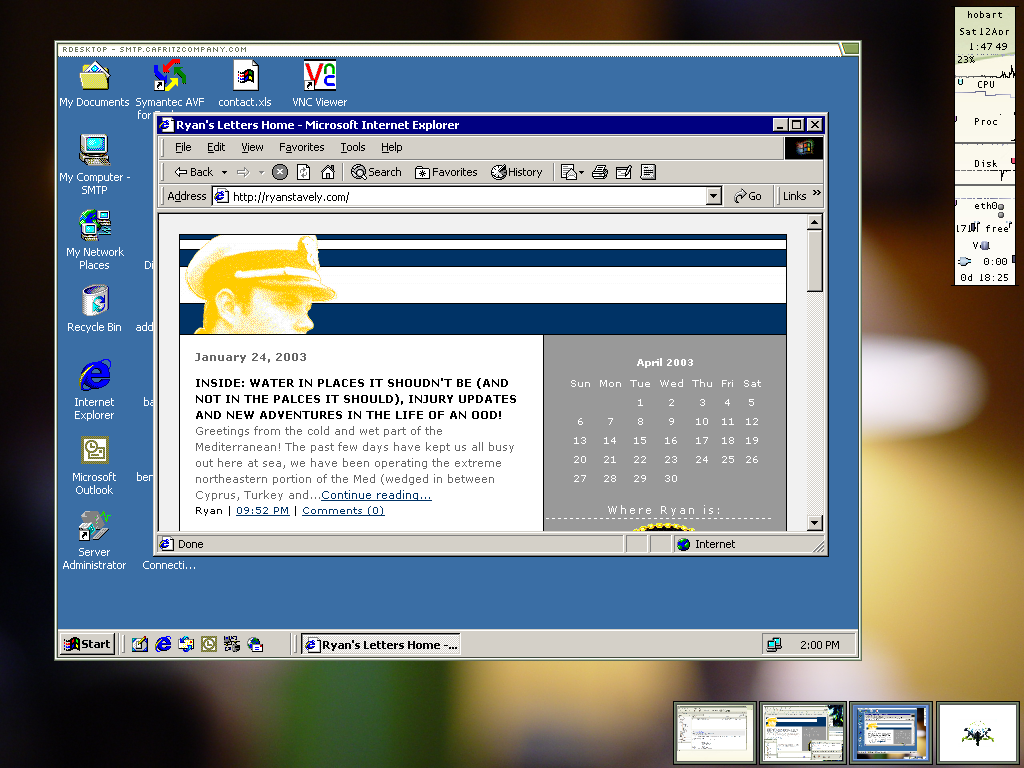 hobart
Sat12Apr
1:47 49
23%
U CPU
Proc
Disk
eth0
free
0:00
0d 18:25
RDESKTOP - SMTP.CAFRITZCOMPANY.COM
My Documents
Symantec AVF
for
contact.xls
VNC Viewer
My Computer -
SMTP
My Network
Places
Recycle Bin
Internet
Explorer
Microsoft
Outlook
Server
Administrator
Connecti...
Ryan's Letters Home - Microsoft Internet Explorer
File Edit View Favorites Tools Help
Back Search Favorites History
Address http://ryanstavely.com/ Go Links »
January 24, 2003
INSIDE: WATER IN PLACES IT SHOUDN'T BE (AND
NOT IN THE PALCES IT SHOULD), INJURY UPDATES
AND NEW ADVENTURES IN THE LIFE OF AN OOD!
Greetings from the cold and wet part of the
Mediterranean! The past few days have kept us all busy
out here at sea, we have been operating the extreme
northeastern portion of the Med (wedged in between
Cyprus, Turkey and...Continue reading...
Ryan | 09:52 PM | Comments (0)
April 2003
Sun Mon Tue Wed Thu Fri Sat
1 2 3 4 5
6 7 8 9 10 11 12
13 14 15 16 17 18 19
20 21 22 23 24 25 26
27 28 29 30
Where Ryan is:
Done
Internet
Start
Ryan's Letters Home -...
2:00 PM